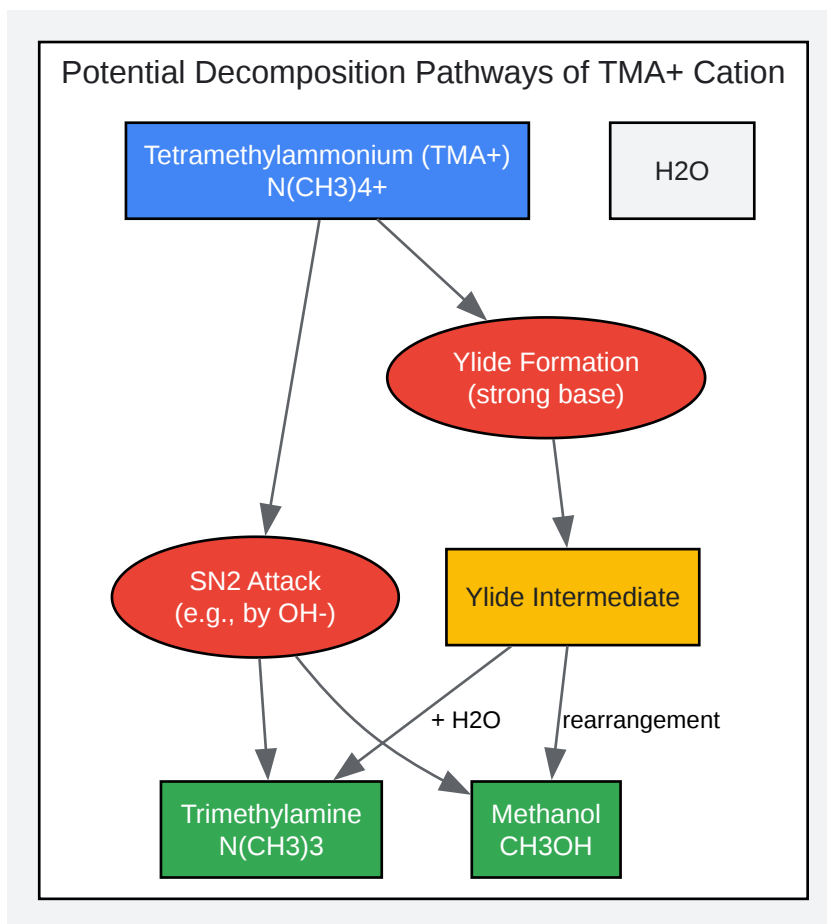 Potential Decomposition Pathways of TMA+ Cation
Tetramethylammonium (TMA+)
N(CH3)4+
H2O
Ylide Formation
(strong base)
SN2 Attack
(e.g., by OH-)
Ylide Intermediate
+ H2O
rearrangement
Trimethylamine
N(CH3)3
Methanol
CH3OH